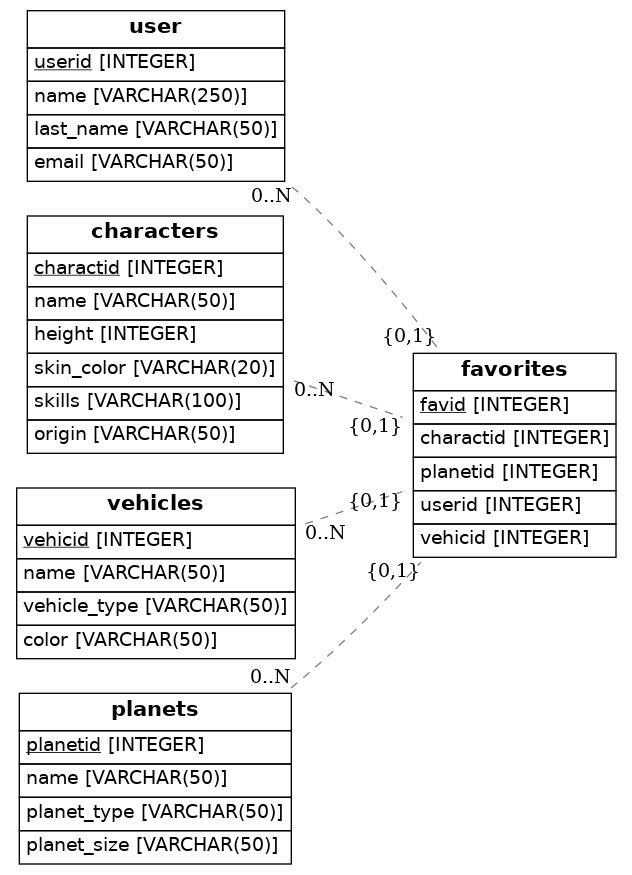 user
userid [INTEGER]
name [VARCHAR(250)]
last_name [VARCHAR(50)]
email [VARCHAR(50)]
0..N
characters
charactid [INTEGER]
name [VARCHAR(50)]
height [INTEGER]
skin_color [VARCHAR(20)]
skills [VARCHAR(100)]
origin [VARCHAR(50)]
0..N
{0,1}
{0,1}
favorites
favid [INTEGER]
charactid [INTEGER]
planetid [INTEGER]
userid [INTEGER]
vehicid [INTEGER]
{0,1}
{0,1}
vehicles
vehicid [INTEGER]
name [VARCHAR(50)]
vehicle_type [VARCHAR(50)]
color [VARCHAR(50)]
0..N
0..N
planets
planetid [INTEGER]
name [VARCHAR(50)]
planet_type [VARCHAR(50)]
planet_size [VARCHAR(50)]